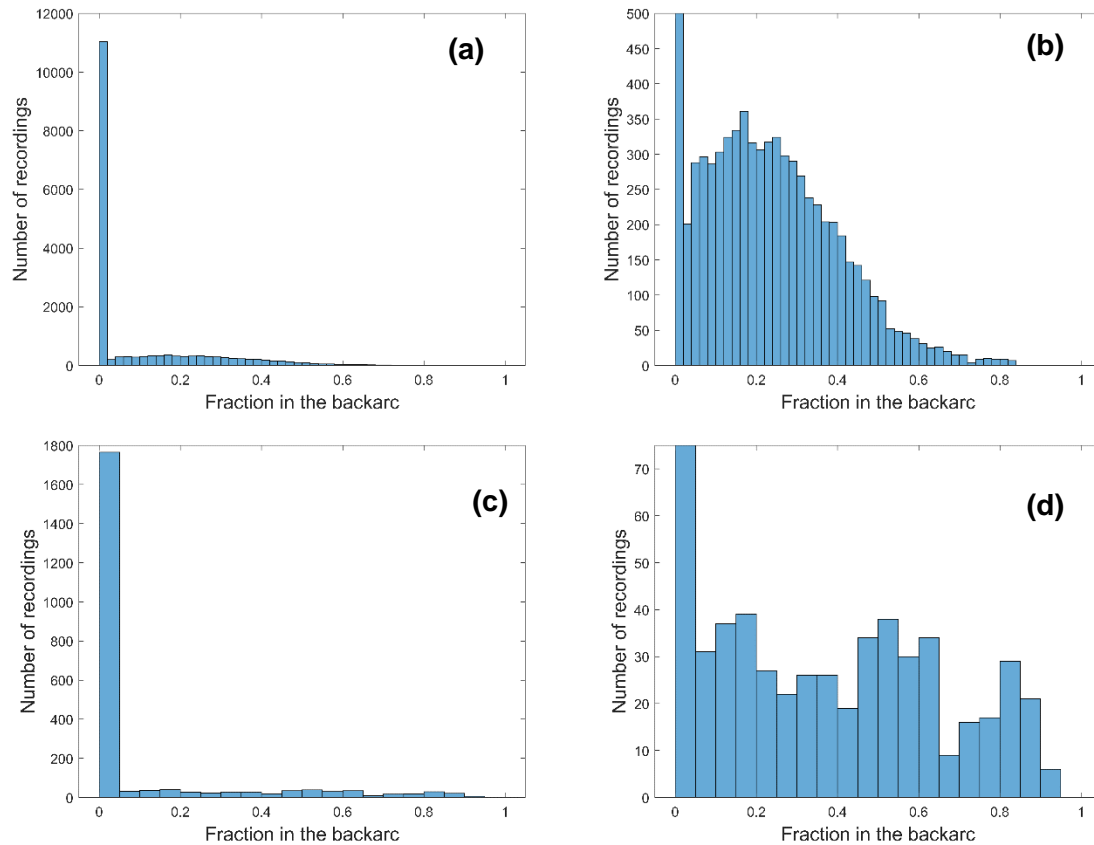 (a)
Number of recordings
12000
10000
8000
6000
4000
2000
0
0 0.2 0.4 0.6 0.8 1
Fraction in the backarc
(b)
Number of recordings
500
450
400
350
300
250
200
150
100
50
0
0 0.2 0.4 0.6 0.8 1
Fraction in the backarc
(c)
Number of recordings
1800
1600
1400
1200
1000
800
600
400
200
0
0 0.2 0.4 0.6 0.8 1
Fraction in the backarc
(d)
Number of recordings
70
60
50
40
30
20
10
0
0 0.2 0.4 0.6 0.8 1
Fraction in the backarc